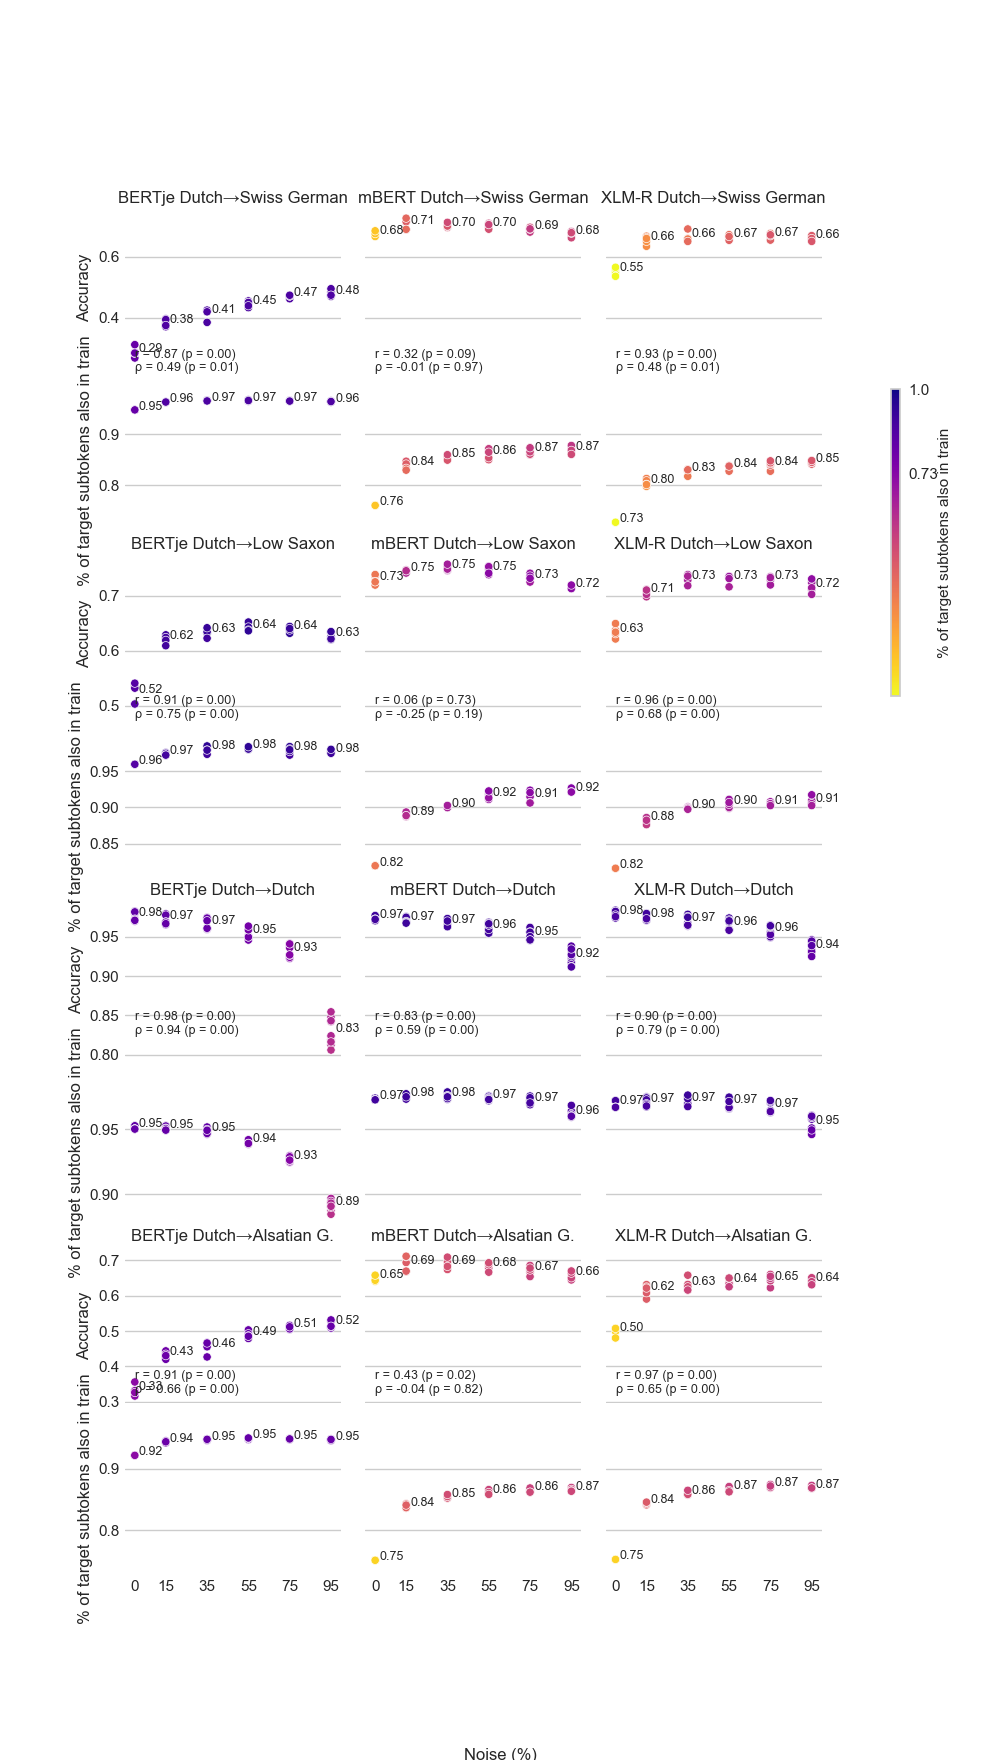 BERTje Dutch→Swiss German mBERT Dutch→Swiss German XLM-R Dutch→Swiss German
Accuracy
0.6
0.4
0.29 0.38 0.41 0.45 0.47 0.48
0.68 0.71 0.70 0.70 0.69 0.68
0.55 0.66 0.66 0.67 0.67 0.66
r = 0.87 (p = 0.00)
ρ = 0.49 (p = 0.01)
r = 0.32 (p = 0.09)
ρ = -0.01 (p = 0.97)
r = 0.93 (p = 0.00)
ρ = 0.48 (p = 0.01)
% of target subtokens also in train
0.9
0.8
0.95 0.96 0.97 0.97 0.97 0.96
0.76 0.84 0.85 0.86 0.87 0.87
0.73 0.80 0.83 0.84 0.84 0.85
BERTje Dutch→Low Saxon mBERT Dutch→Low Saxon XLM-R Dutch→Low Saxon
Accuracy
0.7
0.6
0.5
0.52 0.62 0.63 0.64 0.64 0.63
0.73 0.75 0.75 0.75 0.73 0.72
0.63 0.71 0.73 0.73 0.73 0.72
r = 0.91 (p = 0.00)
ρ = 0.75 (p = 0.00)
r = 0.06 (p = 0.73)
ρ = -0.25 (p = 0.19)
r = 0.96 (p = 0.00)
ρ = 0.68 (p = 0.00)
% of target subtokens also in train
0.95
0.90
0.85
0.96 0.97 0.98 0.98 0.98 0.98
0.82 0.89 0.90 0.92 0.91 0.92
0.82 0.88 0.90 0.90 0.91 0.91
BERTje Dutch→Dutch mBERT Dutch→Dutch XLM-R Dutch→Dutch
Accuracy
0.95
0.90
0.85
0.80
0.98 0.97 0.97 0.95 0.93 0.83
0.97 0.97 0.97 0.96 0.95 0.92
0.98 0.98 0.97 0.96 0.96 0.94
r = 0.98 (p = 0.00)
ρ = 0.94 (p = 0.00)
r = 0.83 (p = 0.00)
ρ = 0.59 (p = 0.00)
r = 0.90 (p = 0.00)
ρ = 0.79 (p = 0.00)
% of target subtokens also in train
0.95
0.90
0.95 0.95 0.95 0.94 0.93 0.89
0.97 0.98 0.98 0.97 0.97 0.96
0.97 0.97 0.97 0.97 0.97 0.95
BERTje Dutch→Alsatian G. mBERT Dutch→Alsatian G. XLM-R Dutch→Alsatian G.
Accuracy
0.7
0.6
0.5
0.4
0.3
0.33 0.43 0.46 0.49 0.51 0.52
0.65 0.69 0.69 0.68 0.67 0.66
0.50 0.62 0.63 0.64 0.65 0.64
r = 0.91 (p = 0.00)
ρ = 0.66 (p = 0.00)
r = 0.43 (p = 0.02)
ρ = -0.04 (p = 0.82)
r = 0.97 (p = 0.00)
ρ = 0.65 (p = 0.00)
% of target subtokens also in train
0.9
0.8
0.92 0.94 0.95 0.95 0.95 0.95
0.75 0.84 0.85 0.86 0.86 0.87
0.75 0.84 0.86 0.87 0.87 0.87
0 15 35 55 75 95 0 15 35 55 75 95 0 15 35 55 75 95
Noise (%)
1.0
0.73
% of target subtokens also in train